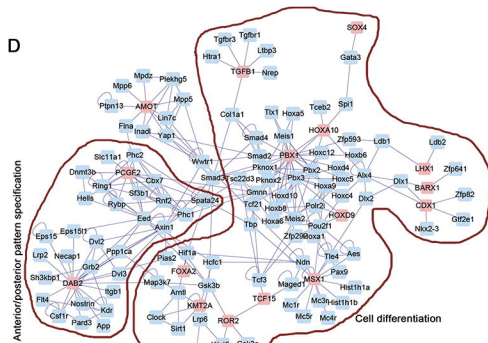 D
SOX4
Tgfbr3
Tgfbr1
Htra1
Ltbp3
Gata3
TGFB1
Nrep
Mpdz
Plekhg5
Mpp6
Mpp5
Ptpn13
AMOT
Lin7c
Flna
Inadl
Yap1
Col1a1
Tlx1
Hoxa5
Tceb2
Spi1
Smad4
Meis1
HOXA10
Zfp593
Ldb1
Ldb2
Slc11a1
Phc2
Wwtr1
Smad2
PBX1
Hoxc12
Hoxb6
Pknox1
Pbx2
Hoxd4
LHX1
Zfp641
Dnmt3b
PCGF2
Cbx7
Smad3
Tsc22d3
Pknox2
Pbx3
Hoxc5
Alx4
Dlx1
BARX1
Ring1
Sf3b1
Gmnn
Hoxa9
Hoxd10
Hoxc4
Dlx2
CDX1
Zfp82
Hells
Rybp
Rnf2
Spata24
Tcf21
Hoxb8
Polr2i
HOXD9
Gtf2e1
Phc1
Eed
Hoxa6
Meis2
Pou2f1
Nkx2-3
Axin1
Tbp
Hoxa1
Eps15
Eps15l1
Dvl2
Lrp2
Necap1
Ppp1ca
Hif1a
Pias2
Hcfc1
Ndn
Tle4
Aes
Grb2
Sh3kbp1
Dvl3
FOXA2
Pax9
DAB2
Map3k7
Gsk3b
Tcf3
MSX1
Maged1
Hist1h1a
Flt4
Nostrin
Itgb1
Arntl
KMT2A
TCF15
Mc1r
Hist1h1b
Csf1r
Kdr
Clock
Lrp6
ROR2
Mc5r
Mc4r
Pard3
App
Sirt1
Cell differentiation
Anterior/posterior pattern specification